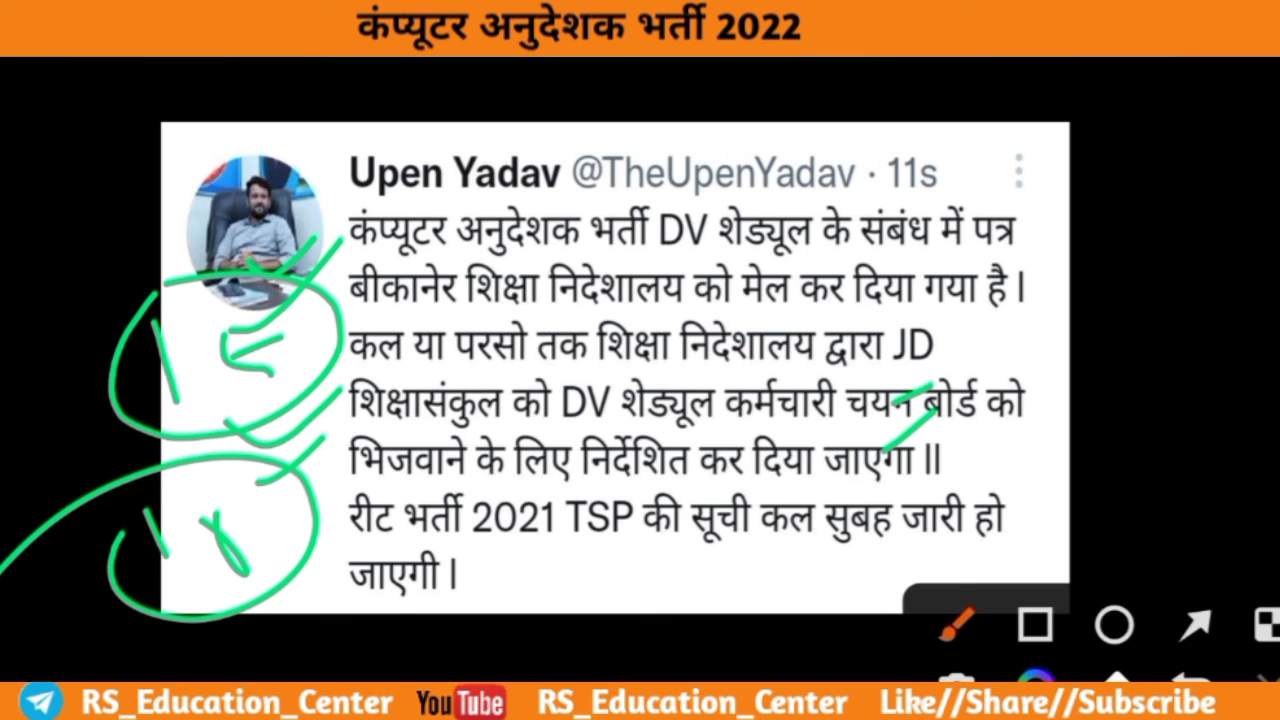 कंप्यूटर अनुदेशक भर्ती 2022
Upen Yadav @TheUpenYadav · 11s
कंप्यूटर अनुदेशक भर्ती DV शेड्यूल के संबंध में पत्र
बीकानेर शिक्षा निदेशालय को मेल कर दिया गया है |
कल या परसो तक शिक्षा निदेशालय द्वारा JD
शिक्षासंकुल को DV शेड्यूल कर्मचारी चयन बोर्ड को
भिजवाने के लिए निर्देशित कर दिया जाएगा ||
रीट भर्ती 2021 TSP की सूची कल सुबह जारी हो
जाएगी |
RS_Education_Center YouTube RS_Education_Center Like//Share//Subscribe